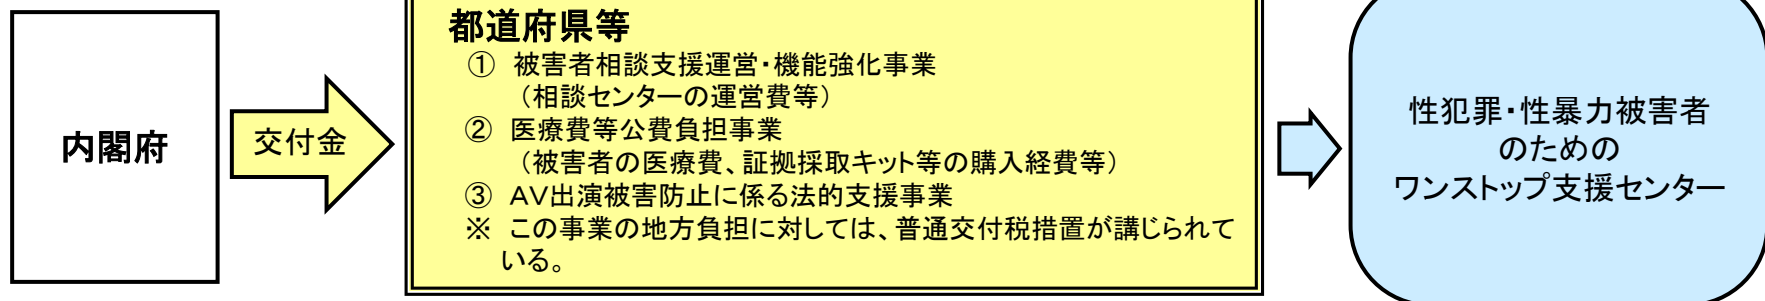 内閣府
交付金
都道府県等
① 被害者相談支援運営・機能強化事業
（相談センターの運営費等）
② 医療費等公費負担事業
（被害者の医療費、証拠採取キット等の購入経費等）
③ AV出演被害防止に係る法的支援事業
※ この事業の地方負担に対しては、普通交付税措置が講じられて
いる。
性犯罪・性暴力被害者
のための
ワンストップ支援センター